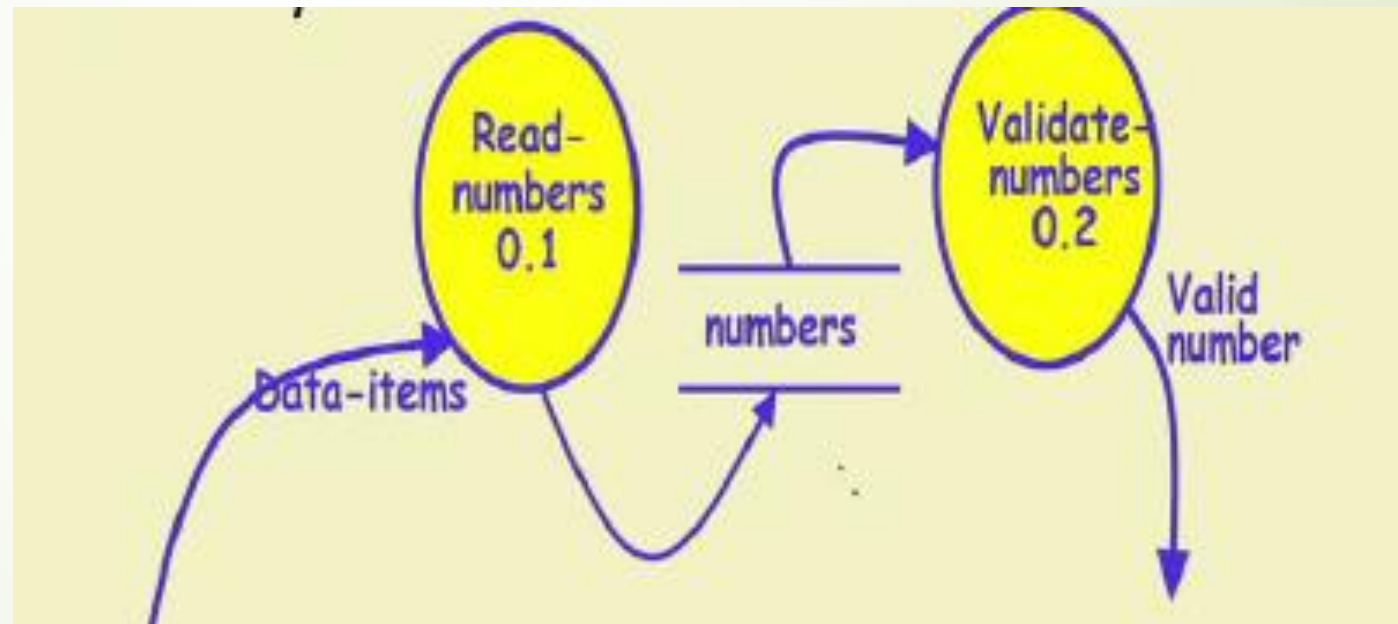 Read-
numbers
0.1
Validate-
numbers
0.2
Data-items
numbers
Valid
number